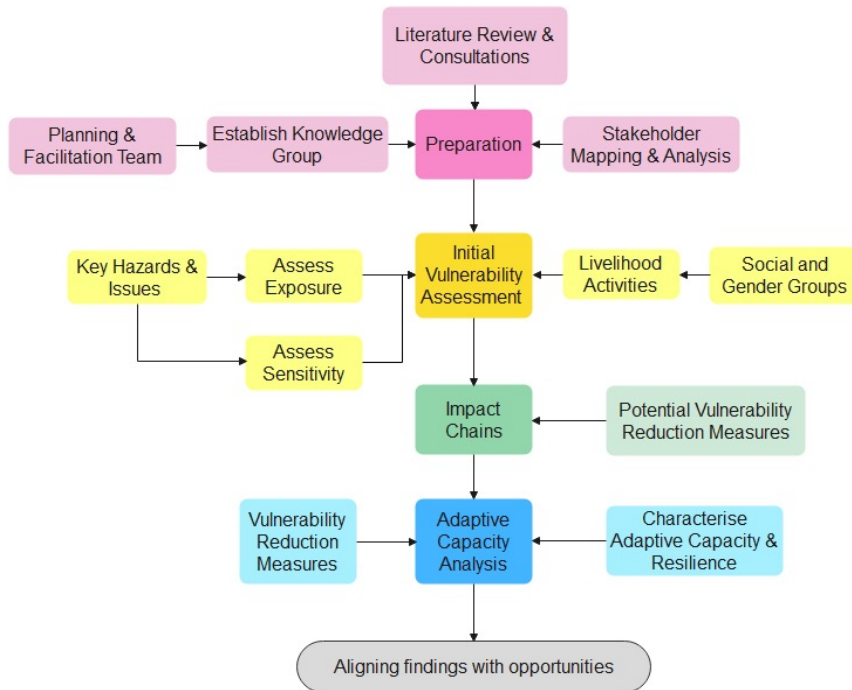 Literature Review &
Consultations
Planning &
Facilitation Team
Establish Knowledge
Group
Preparation
Stakeholder
Mapping & Analysis
Key Hazards &
Issues
Assess
Exposure
Initial
Vulnerability
Assessment
Livelihood
Activities
Social and
Gender Groups
Assess
Sensitivity
Impact
Chains
Potential Vulnerability
Reduction Measures
Vulnerability
Reduction
Measures
Adaptive
Capacity
Analysis
Characterise
Adaptive Capacity &
Resilience
Aligning findings with opportunities